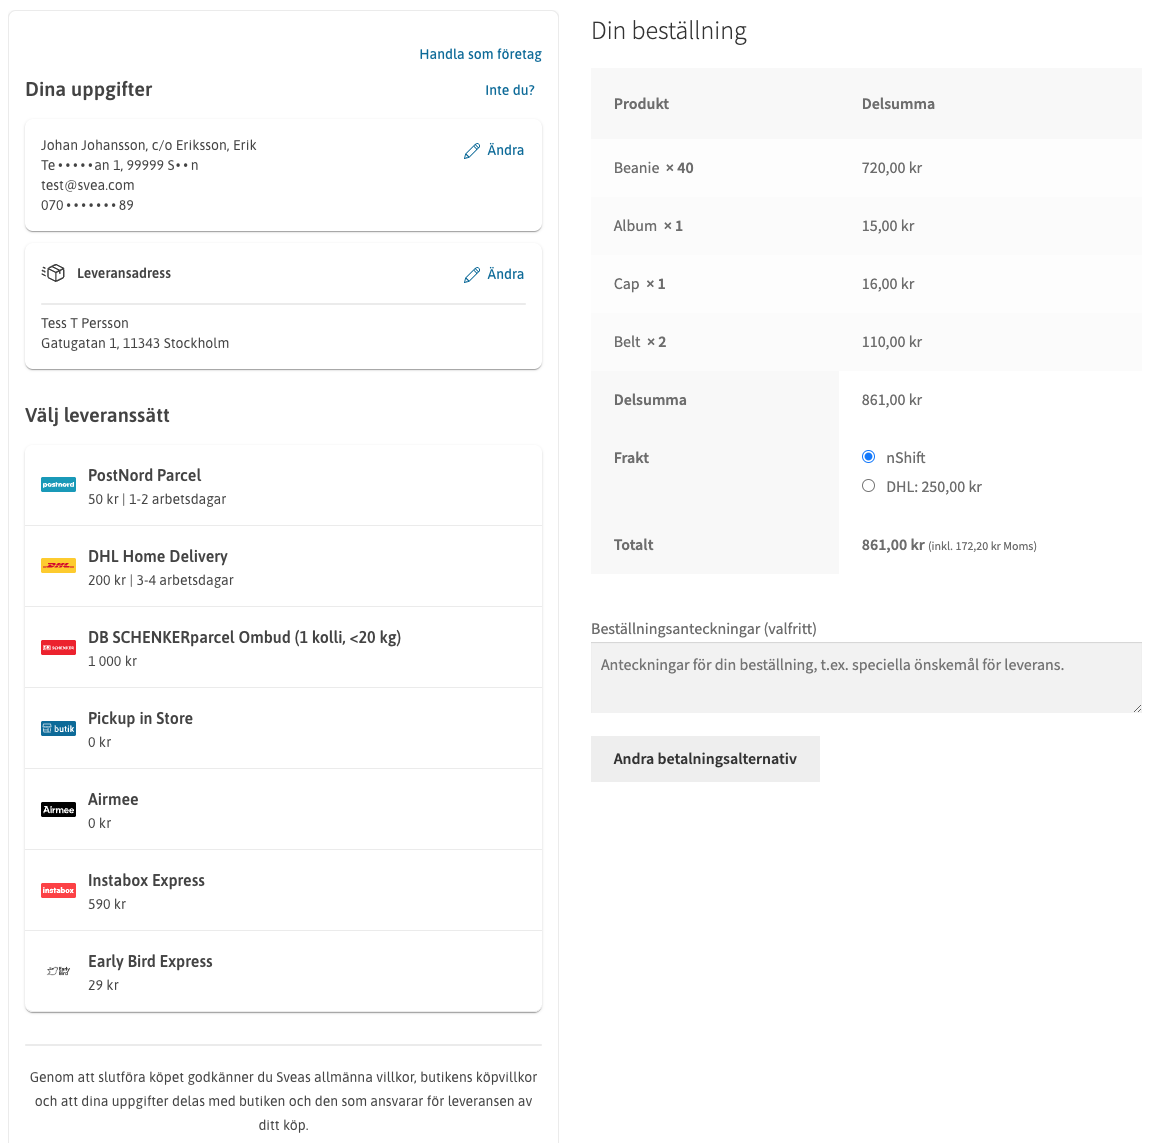 Handla som företag
Dina uppgifter
Inte du?
Johan Johansson, c/o Eriksson, Erik
Te•••••an 1, 99999 S••n
test@svea.com
070•••••••89
Ändra
Leveransadress
Ändra
Tess T Persson
Gatugatan 1, 11343 Stockholm
Välj leveranssätt
postnord
PostNord Parcel
50 kr | 1-2 arbetsdagar
DHL
DHL Home Delivery
200 kr | 3-4 arbetsdagar
DB SCHENKER
DB SCHENKERparcel Ombud (1 kolli, <20 kg)
1 000 kr
butik
Pickup in Store
0 kr
Airmee
Airmee
0 kr
instabox
Instabox Express
590 kr
Early Bird Express
29 kr
Genom att slutföra köpet godkänner du Sveas allmänna villkor, butikens köpvillkor
och att dina uppgifter delas med butiken och den som ansvarar för leveransen av
ditt köp.
Din beställning
Produkt Delsumma
Beanie × 40 720,00 kr
Album × 1 15,00 kr
Cap × 1 16,00 kr
Belt × 2 110,00 kr
Delsumma 861,00 kr
Frakt nShift
DHL: 250,00 kr
Totalt 861,00 kr (inkl. 172,20 kr Moms)
Beställningsanteckningar (valfritt)
Anteckningar för din beställning, t.ex. speciella önskemål för leverans.
Andra betalningsalternativ